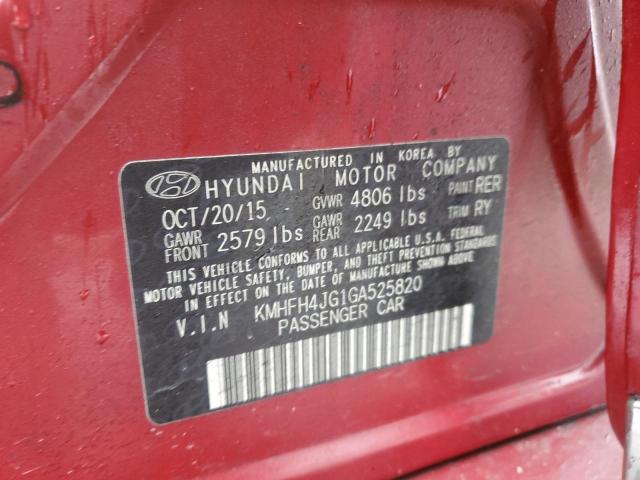 MANUFACTURED IN KOREA BY
HYUNDAI MOTOR COMPANY
OCT/20/15 GVWR 4806 lbs PAINT RER
GAWR FRONT 2579 lbs GAWR REAR 2249 lbs TRIM RY
THIS VEHICLE CONFORMS TO ALL APPLICABLE U.S.A. FEDERAL
MOTOR VEHICLE SAFETY, BUMPER, AND THEFT PREVENTION STANDARDS
IN EFFECT ON THE DATE OF MANUFACTURE SHOWN ABOVE.
V.I.N KMHFH4JG1GA525820
PASSENGER CAR